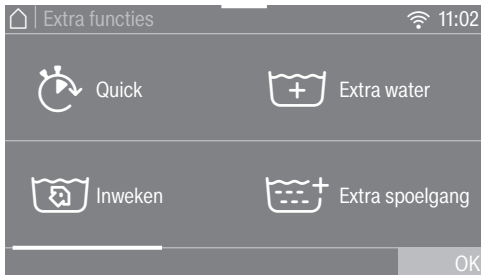 Extra functies 11:02
Quick Extra water
Inweken Extra spoelgang
OK